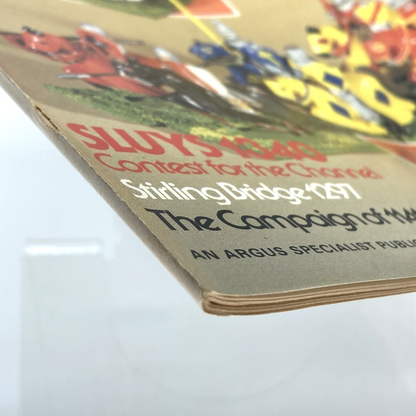 SLUYS 1340
Contest for the Channel
Stirling Bridge 1297
The Campaign of
AN ARGUS SPECIALIST